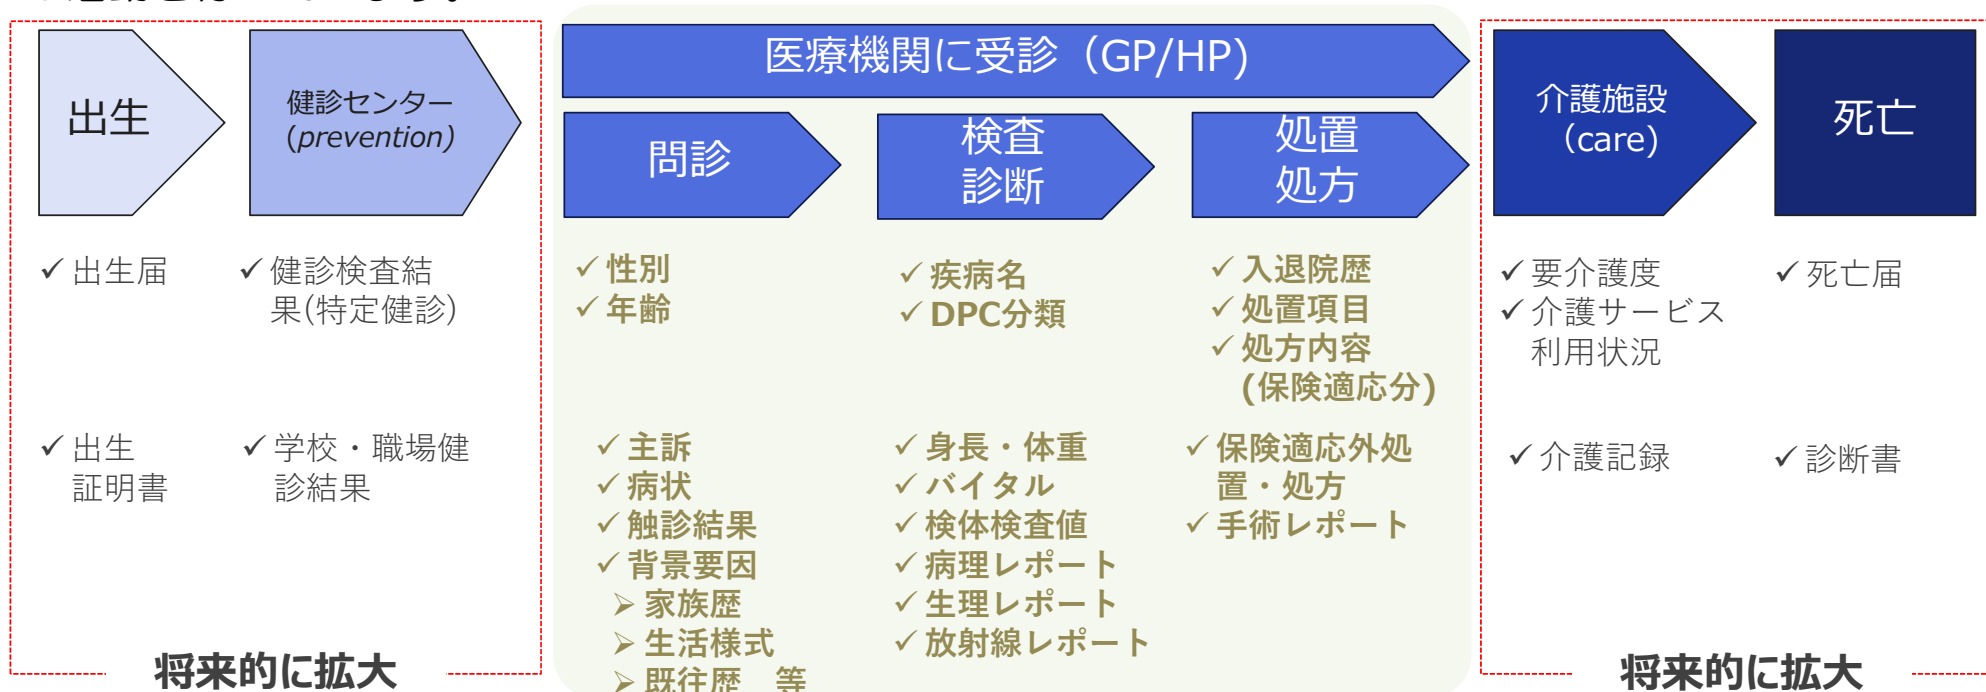 出生
健診センター
(prevention)
医療機関に受診（GP/HP)
問診
検査
診断
処置
処方
介護施設
（care)
死亡
✓出生届
✓健診検査結
果(特定健診)
✓性別
✓年齢
✓疾病名
✓DPC分類
✓入退院歴
✓処置項目
✓処方内容
(保険適応分)
✓要介護度
✓介護サービス
利用状況
✓死亡届
✓出生
証明書
✓学校・職場健
診結果
✓主訴
✓病状
✓触診結果
✓背景要因
➢家族歴
➢生活様式
➢既往歴　等
✓身長・体重
✓バイタル
✓検体検査値
✓病理レポート
✓生理レポート
✓放射線レポート
✓保険適応外処
置・処方
✓手術レポート
✓介護記録
✓診断書
将来的に拡大
将来的に拡大